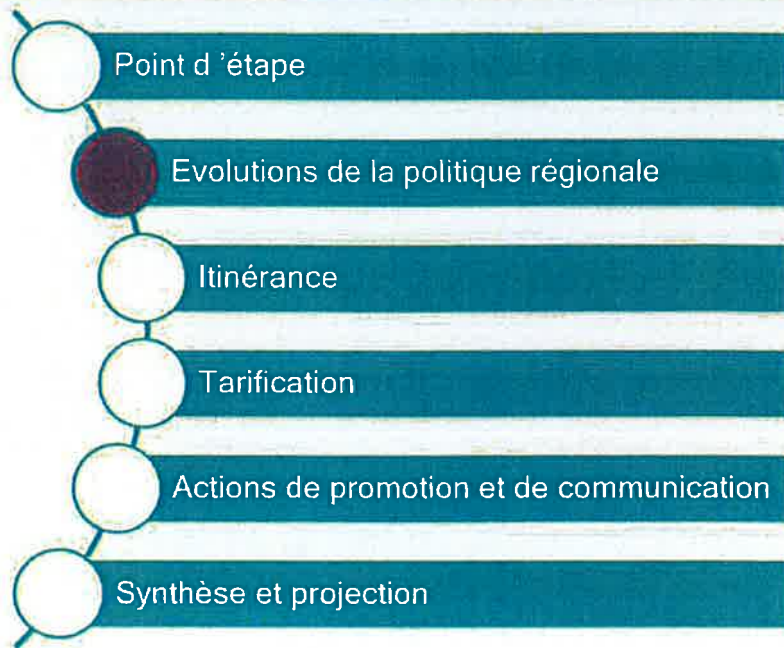 Point d ’étape
Evolutions de la politique régionale
Itinérance
Tarification
Actions de promotion et de communication
Synthèse et projection